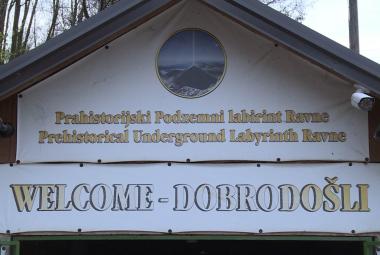 Prahistorijski Podzemni labirint Ravne
Prehistorical Underground Labyrinth Ravne
WELCOME - DOBRODOŠLI